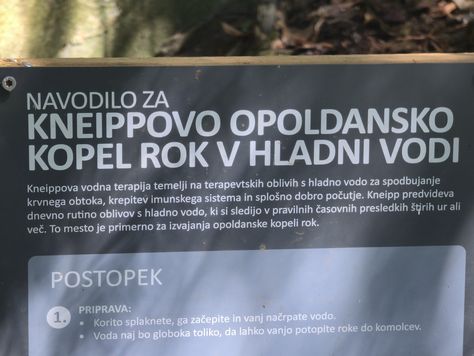 NAVODILO ZA
KNEIPPOVO OPOLDANSKO
KOPEL ROK V HLADNI VODI
Kneippova vodna terapija temelji na terapevtskih oblivih s hladno vodo za spodbujanje
krvnega obtoka, krepitev imunskega sistema in splošno dobro počutje. Kneipp predvideva
dnevno rutino oblivov s hladno vodo, ki si sledijo v pravilnih časovnih presledkih štirih ur ali
več. To mesto je primerno za izvajanja opoldanske kopeli rok.
POSTOPEK
1. PRIPRAVA:
• Korito splaknete, ga začepite in vanj načrpate vodo.
• Voda naj bo globoka toliko, da lahko vanjo potopite roke do komolcev.